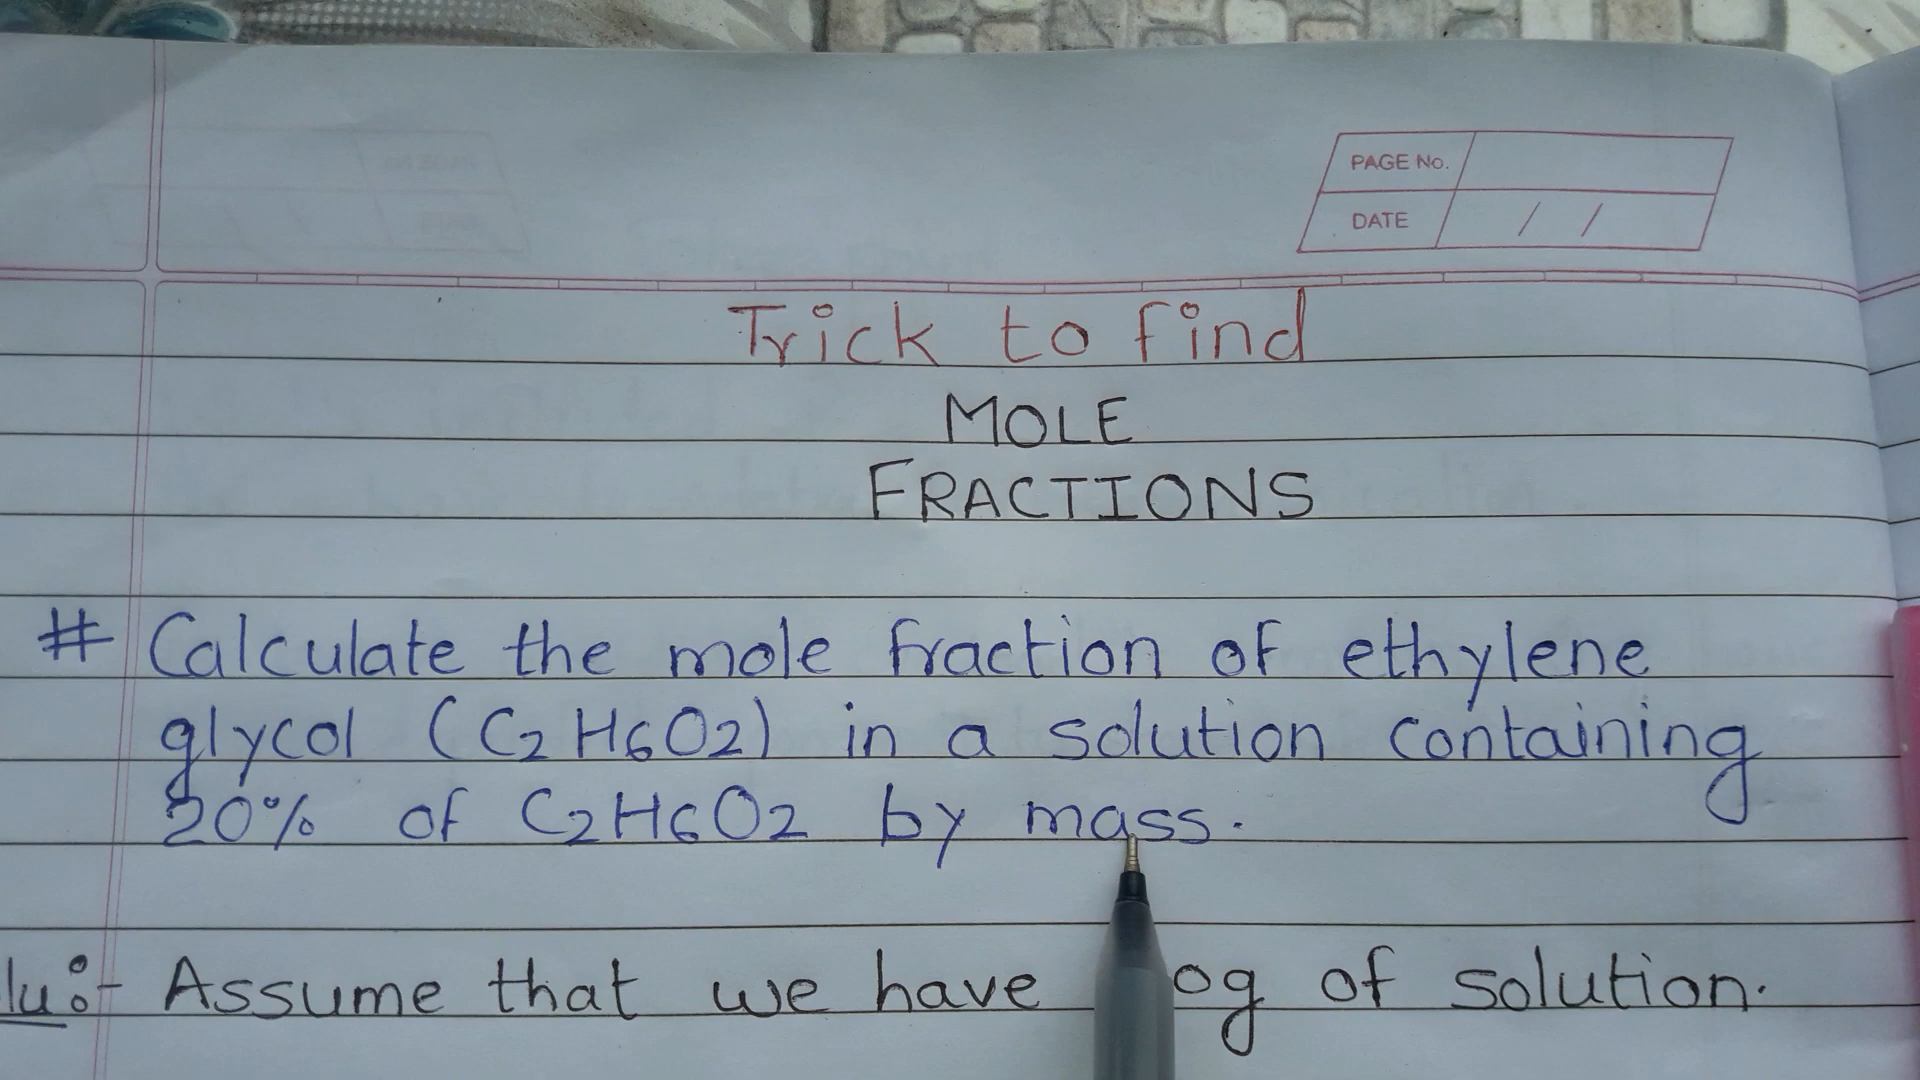 PAGE No.
DATE / /
Trick to find
MOLE
FRACTIONS
# Calculate the mole fraction of ethylene
glycol (C2H6O2) in a solution containing
20% of C2H6O2 by mass.
lu:- Assume that we have og of solution.